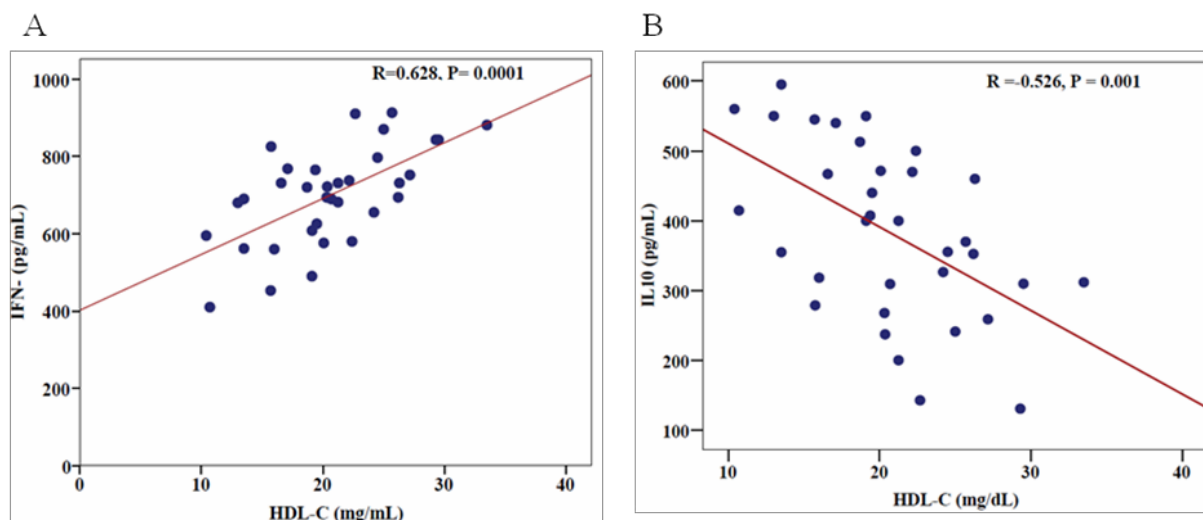 A
R=0.628, P= 0.0001
1000
800
600
400
200
0
IFN- (pg/mL)
0 10 20 30 40
HDL-C (mg/mL)
B
R =-0.526, P = 0.001
600
500
400
300
200
100
IL10 (pg/mL)
10 20 30 40
HDL-C (mg/dL)